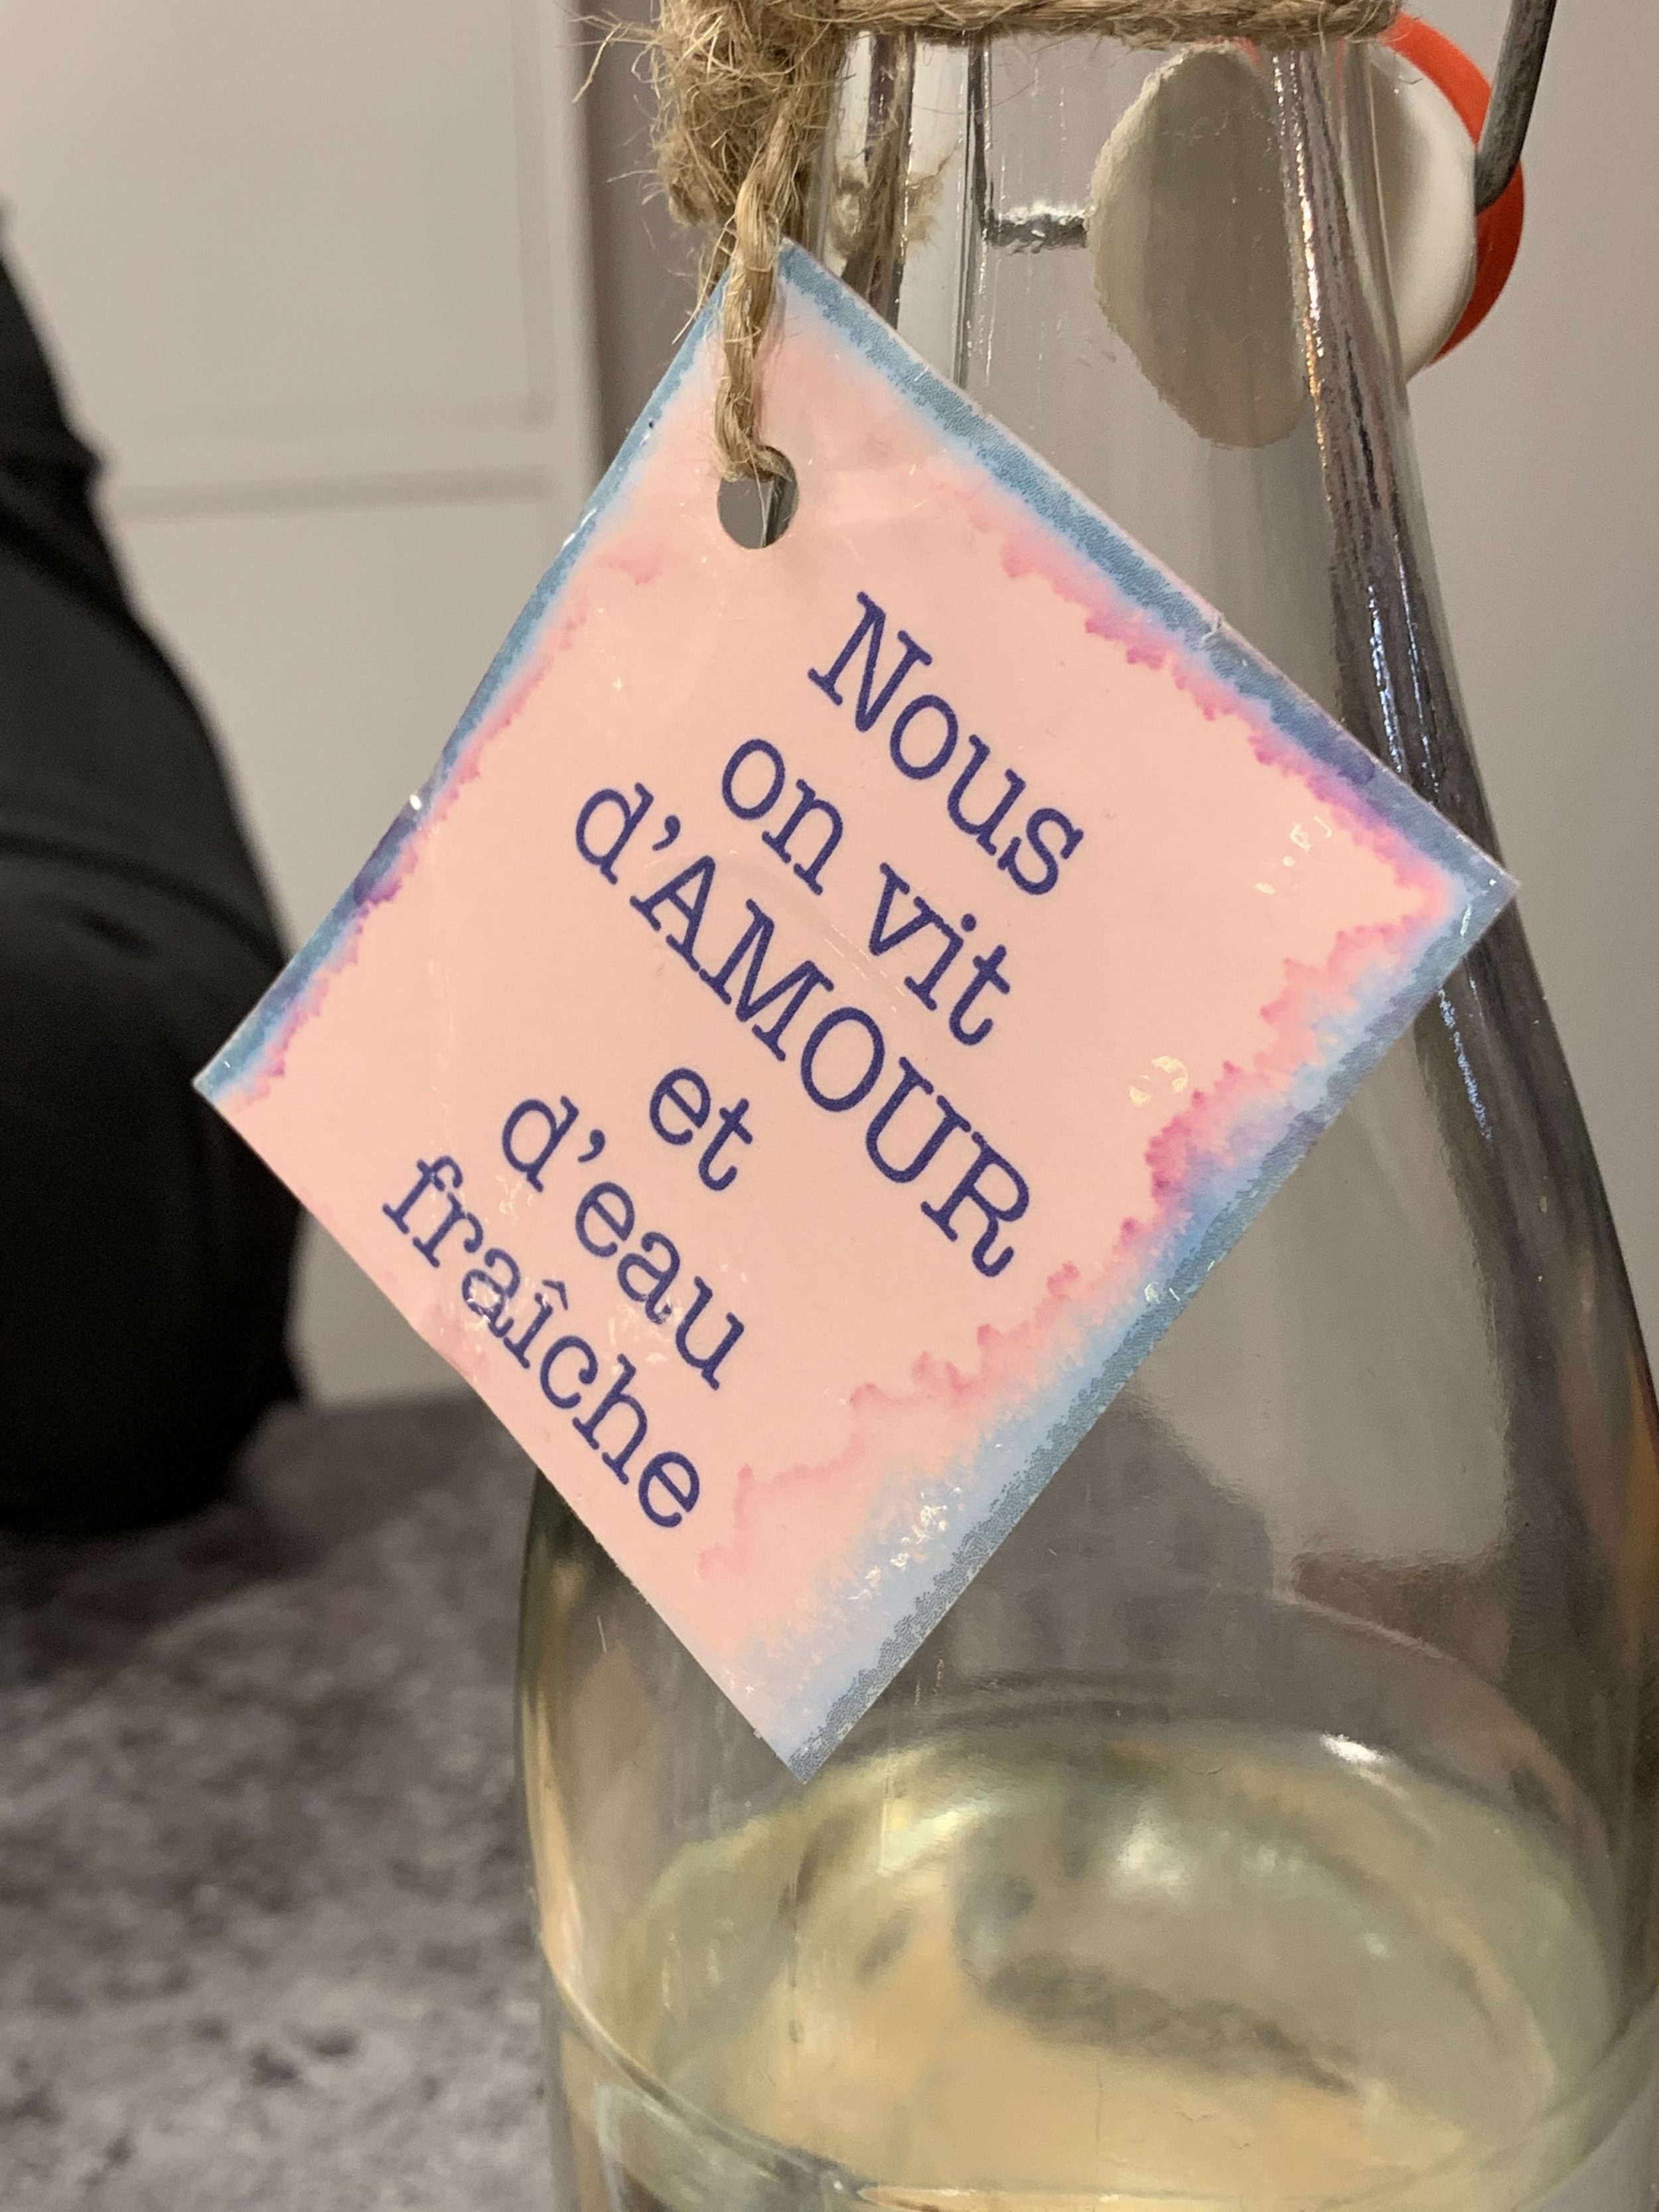 Nous
on vit
d'AMOUR
et
d'eau
fraîche